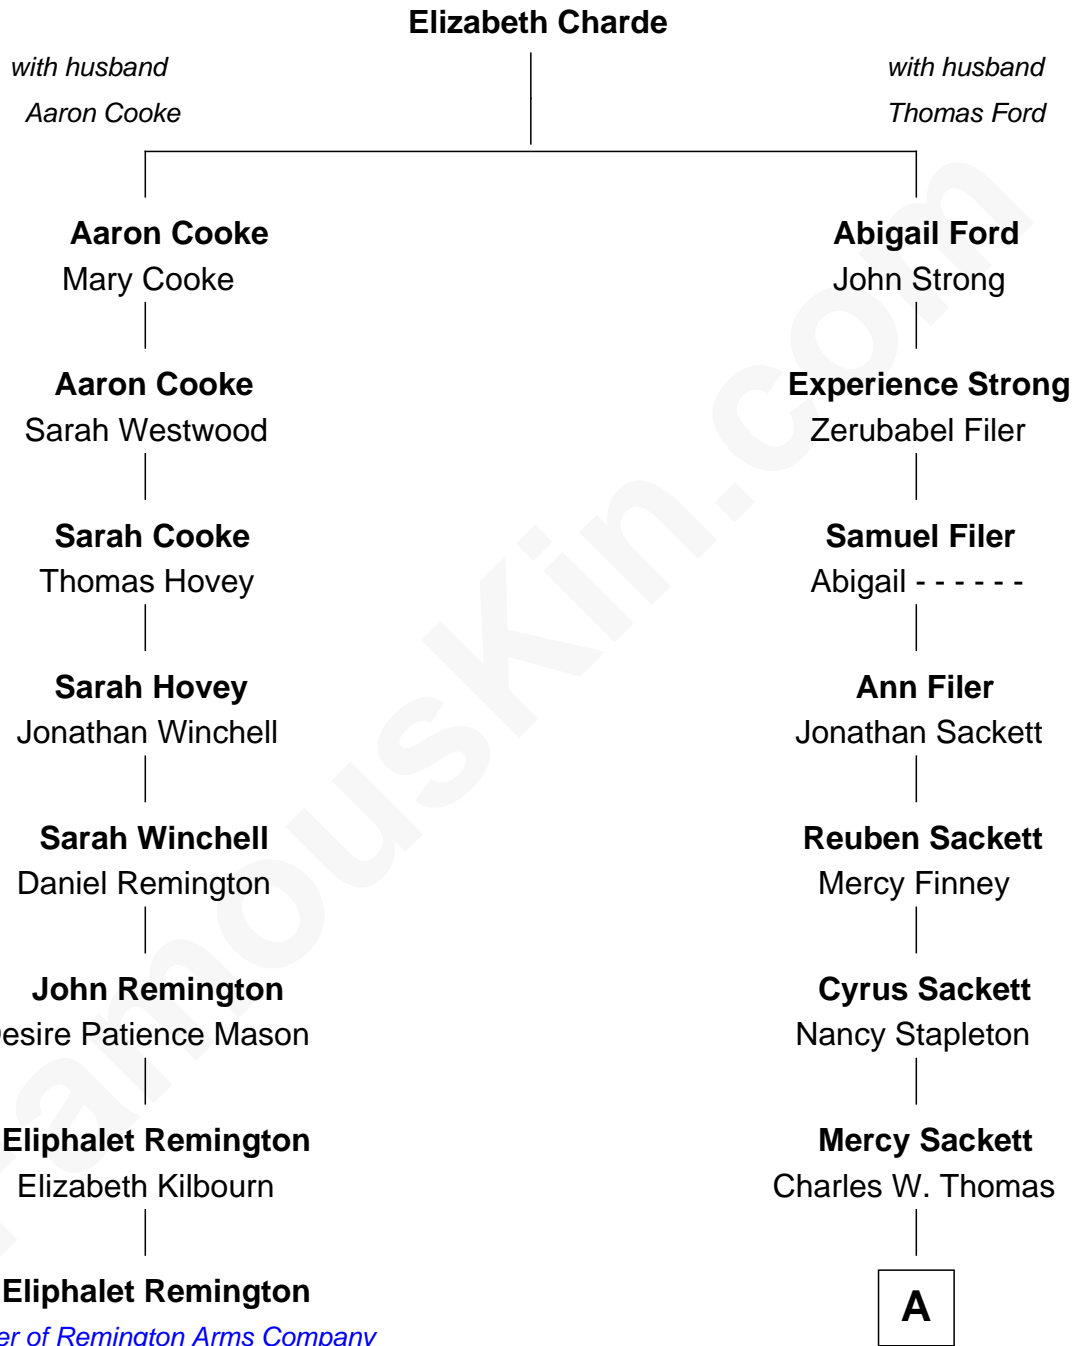 Elizabeth Charde
with husband
Aaron Cooke
with husband
Thomas Ford
Aaron Cooke
Mary Cooke
Abigail Ford
John Strong
Aaron Cooke
Sarah Westwood
Experience Strong
Zerubabel Filer
Sarah Cooke
Thomas Hovey
Samuel Filer
Abigail - - - - - -
Sarah Hovey
Jonathan Winchell
Ann Filer
Jonathan Sackett
Sarah Winchell
Daniel Remington
Reuben Sackett
Mercy Finney
John Remington
esire Patience Mason
Cyrus Sackett
Nancy Stapleton
Eliphalet Remington
Elizabeth Kilbourn
Mercy Sackett
Charles W. Thomas
Eliphalet Remington
er of Remington Arms Company
A
FamousKin.com